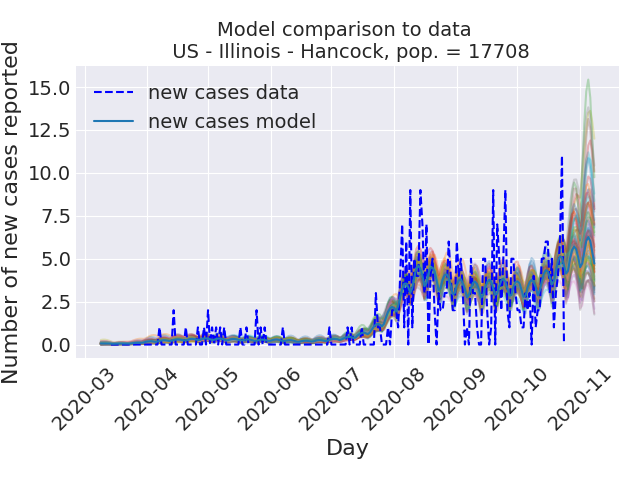 Model comparison to data
US - Illinois - Hancock, pop. = 17708
Number of new cases reported
15.0
12.5
10.0
7.5
5.0
2.5
0.0
new cases data
new cases model
2020-03
2020-04
2020-05
2020-06
2020-07
2020-08
2020-09
2020-10
2020-11
Day